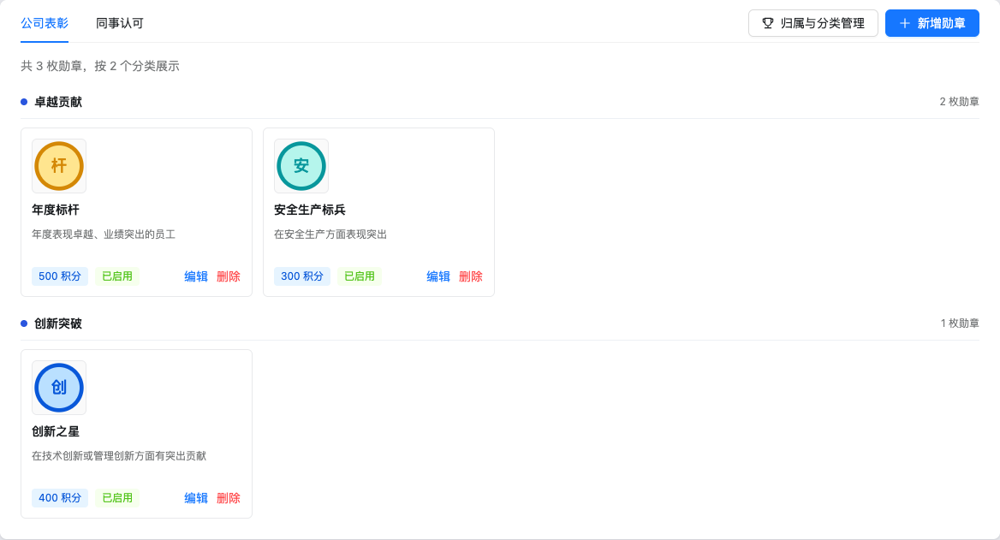 公司表彰 同事认可 归属与分类管理 新增勋章
共 3 枚勋章，按 2 个分类展示
卓越贡献 2 枚勋章
杆 安
年度标杆 安全生产标兵
年度表现卓越、业绩突出的员工 在安全生产方面表现突出
500 积分 已启用 编辑 删除 300 积分 已启用 编辑 删除
创新突破 1 枚勋章
创
创新之星
在技术创新或管理创新方面有突出贡献
400 积分 已启用 编辑 删除